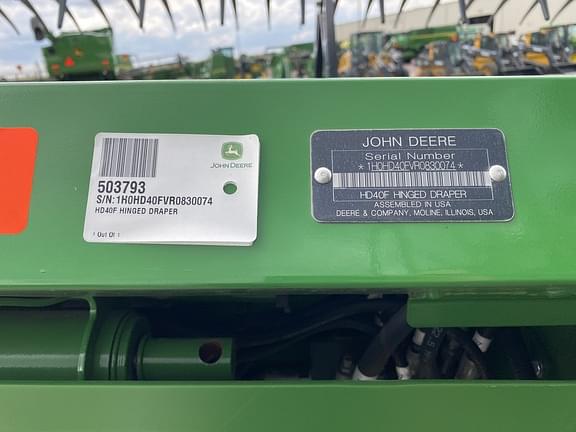 JOHN DEERE
503793
S/N:1H0HD40FVR0830074
HD40F HINGED DRAPER
1 Out Of 1
JOHN DEERE
Serial Number
*1H0HD40FVR0830074*
HD40F HINGED DRAPER
ASSEMBLED IN USA
DEERE & COMPANY, MOLINE, ILLINOIS, USA